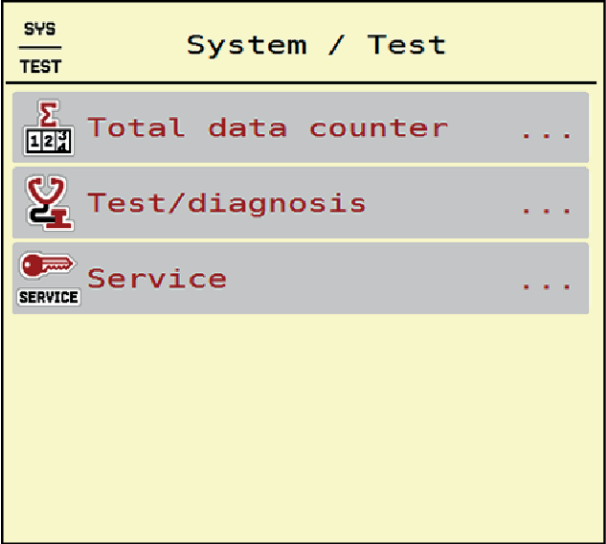 SYS
TEST
System / Test
Σ
123
Total data counter ...
Test/diagnosis ...
SERVICE
Service ...